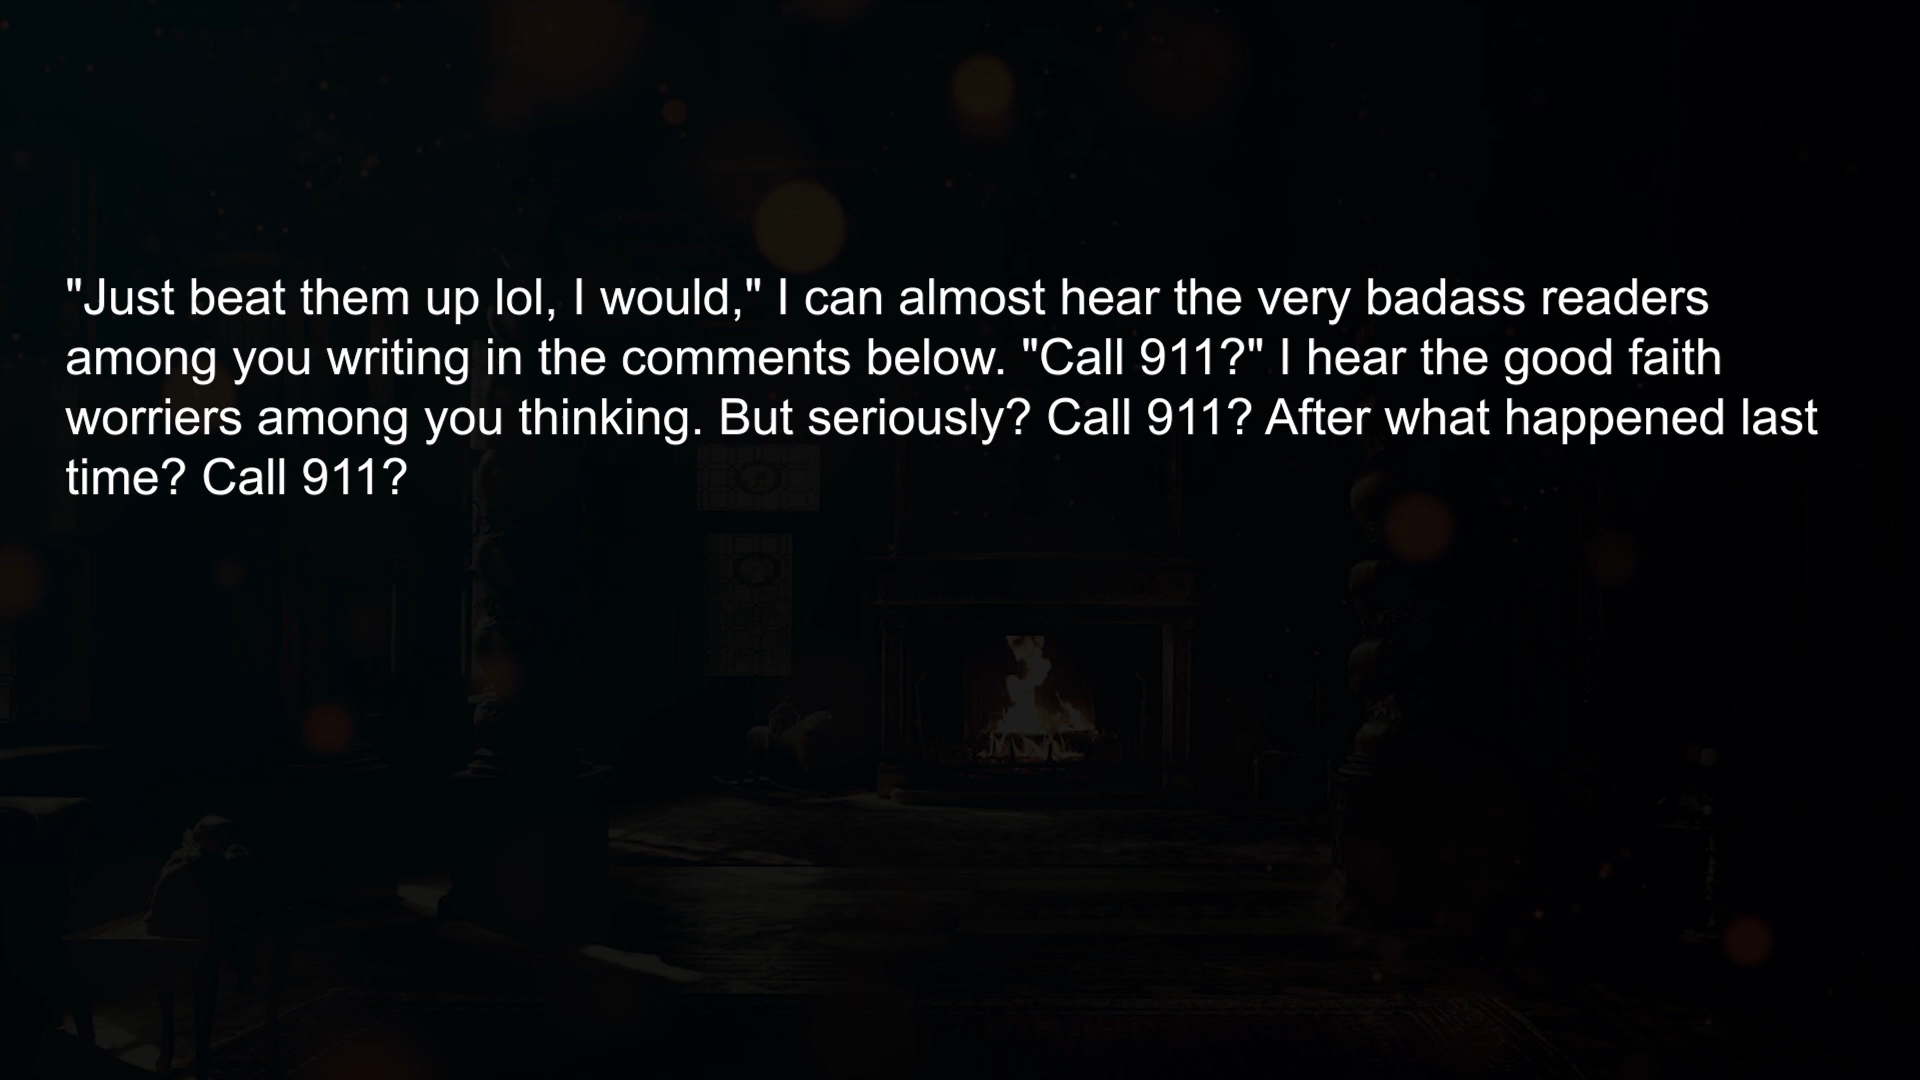 "Just beat them up lol, I would," I can almost hear the very badass readers
among you writing in the comments below. "Call 911?" I hear the good faith
worriers among you thinking. But seriously? Call 911? After what happened last
time? Call 911?